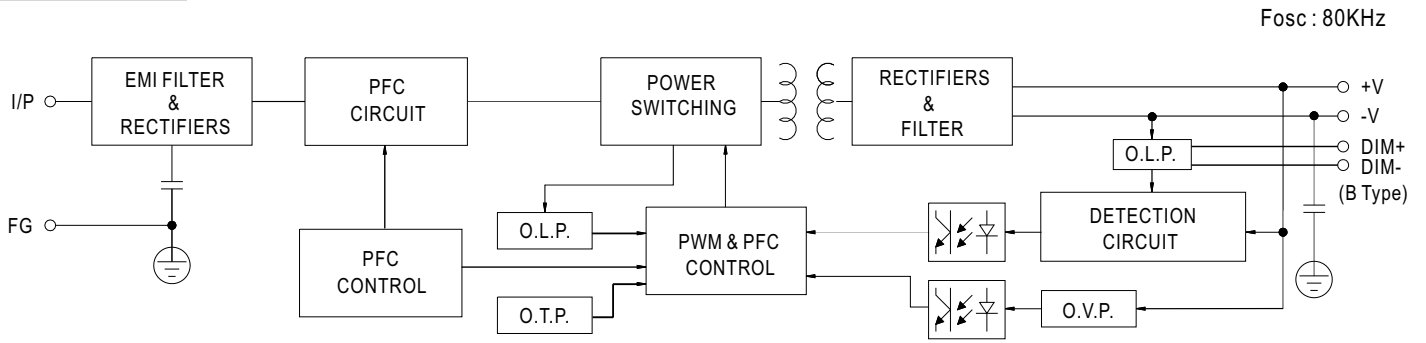 Fosc : 80KHz
I/P
EMI FILTER
&
RECTIFIERS
PFC
CIRCUIT
POWER
SWITCHING
RECTIFIERS
&
FILTER
+V
-V
DIM+
DIM-
(B Type)
O.L.P.
FG
O.L.P.
PFC
CONTROL
PWM & PFC
CONTROL
DETECTION
CIRCUIT
O.T.P.
O.V.P.